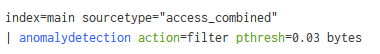 index=main sourcetype="access_combined"
| anomalydetection action=filter pthresh=0.03 bytes